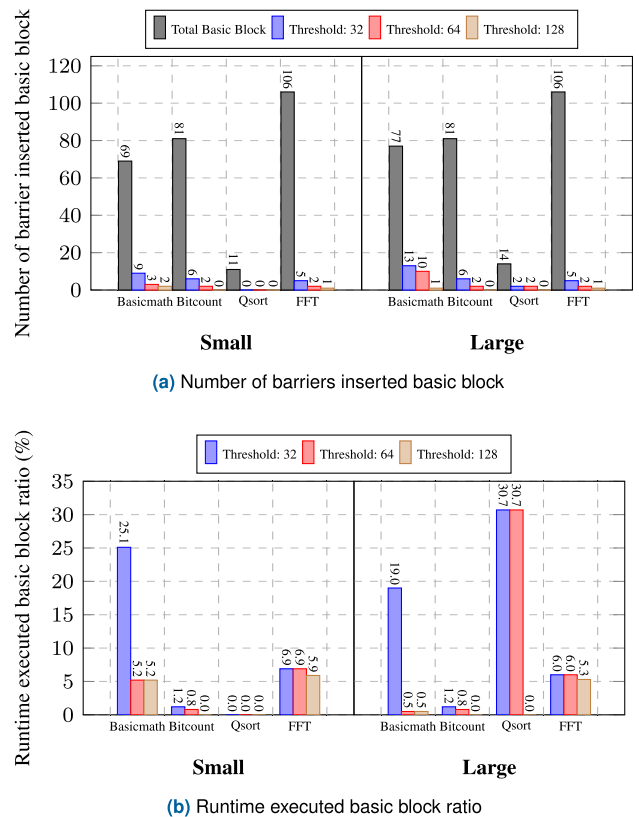 Total Basic Block Threshold: 32 Threshold: 64 Threshold: 128
Number of barrier inserted basic block
120
100
80
60
40
20
0
69 9 3 2 81 6 2 0 11 0 0 0 106 5 2 1
77 13 10 1 81 6 2 0 14 2 2 0 106 5 2 1
Basicmath Bitcount Qsort FFT Basicmath Bitcount Qsort FFT
Small Large
(a) Number of barriers inserted basic block
Threshold: 32 Threshold: 64 Threshold: 128
Runtime executed basic block ratio (%)
35
30
25
20
15
10
5
0
25.1 5.2 5.2 1.2 0.8 0.0 0.0 0.0 0.0 6.9 6.9 5.9
19.0 0.5 0.5 1.2 0.8 0.0 30.7 30.7 0.0 6.0 6.0 5.3
Basicmath Bitcount Qsort FFT Basicmath Bitcount Qsort FFT
Small Large
(b) Runtime executed basic block ratio